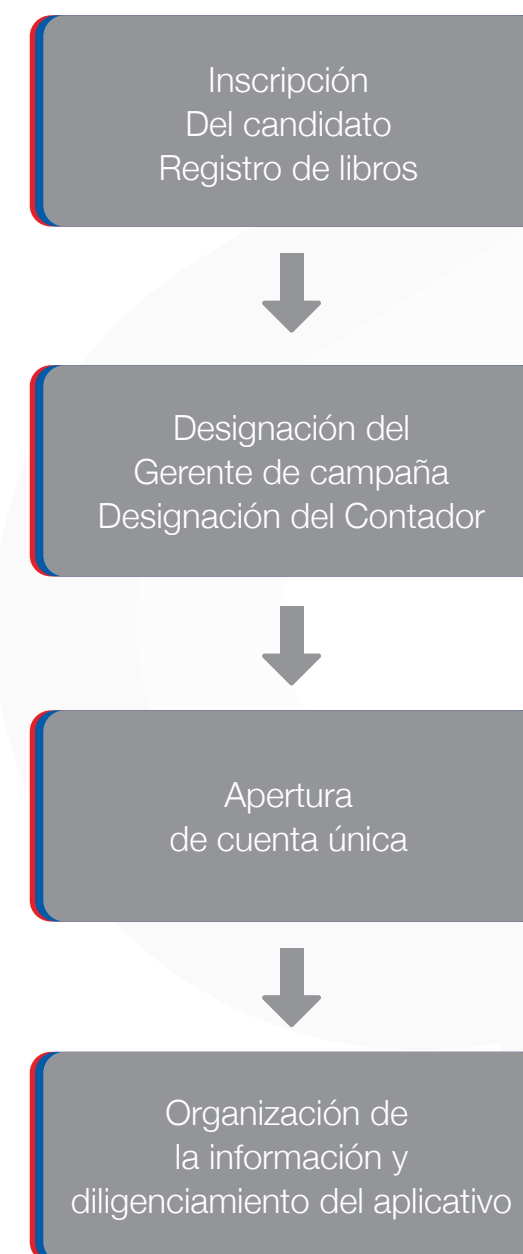 Inscripción
Del candidato
Registro de libros
Designación del
Gerente de campaña
Designación del Contador
Apertura
de cuenta única
Organización de
la información y
diligenciamiento del aplicativo